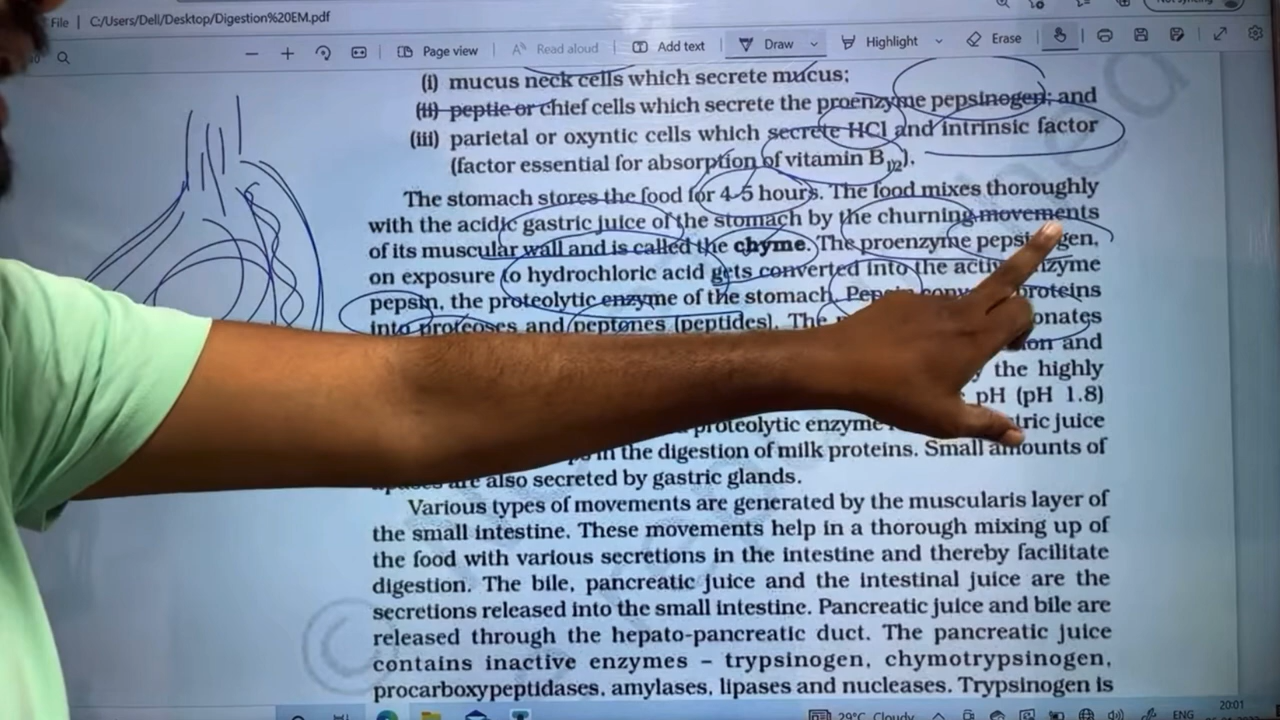 File | C:/Users/Dell/Desktop/Digestion%20EM.pdf
Page view | Read aloud Add text Draw Highlight Erase
(i) mucus neck cells which secrete mucus;
(ii) peptic or chief cells which secrete the proenzyme pepsinogen; and
(iii) parietal or oxyntic cells which secrete HCl and intrinsic factor
(factor essential for absorption of vitamin B12).
The stomach stores the food for 4-5 hours. The food mixes thoroughly
with the acidic gastric juice of the stomach by the churning movements
of its muscular wall and is called the chyme. The proenzyme
on exposure to hydrochloric acid gets converted into the enzyme
pepsin, the proteolytic enzyme of the stomach. proteins
into proteoses and peptones (peptides). The
and
the highly
pH (pH 1.8)
proteolytic enzyme juice
in the digestion of milk proteins. Small amounts of
are also secreted by gastric glands.
Various types of movements are generated by the muscularis layer of
the small intestine. These movements help in a thorough mixing up of
the food with various secretions in the intestine and thereby facilitate
digestion. The bile, pancreatic juice and the intestinal juice are the
secretions released into the small intestine. Pancreatic juice and bile are
released through the hepato-pancreatic duct. The pancreatic juice
contains inactive enzymes – trypsinogen, chymotrypsinogen,
procarboxypeptidases, amylases, lipases and nucleases. Trypsinogen is
29°C Cloudy ENG 20:01